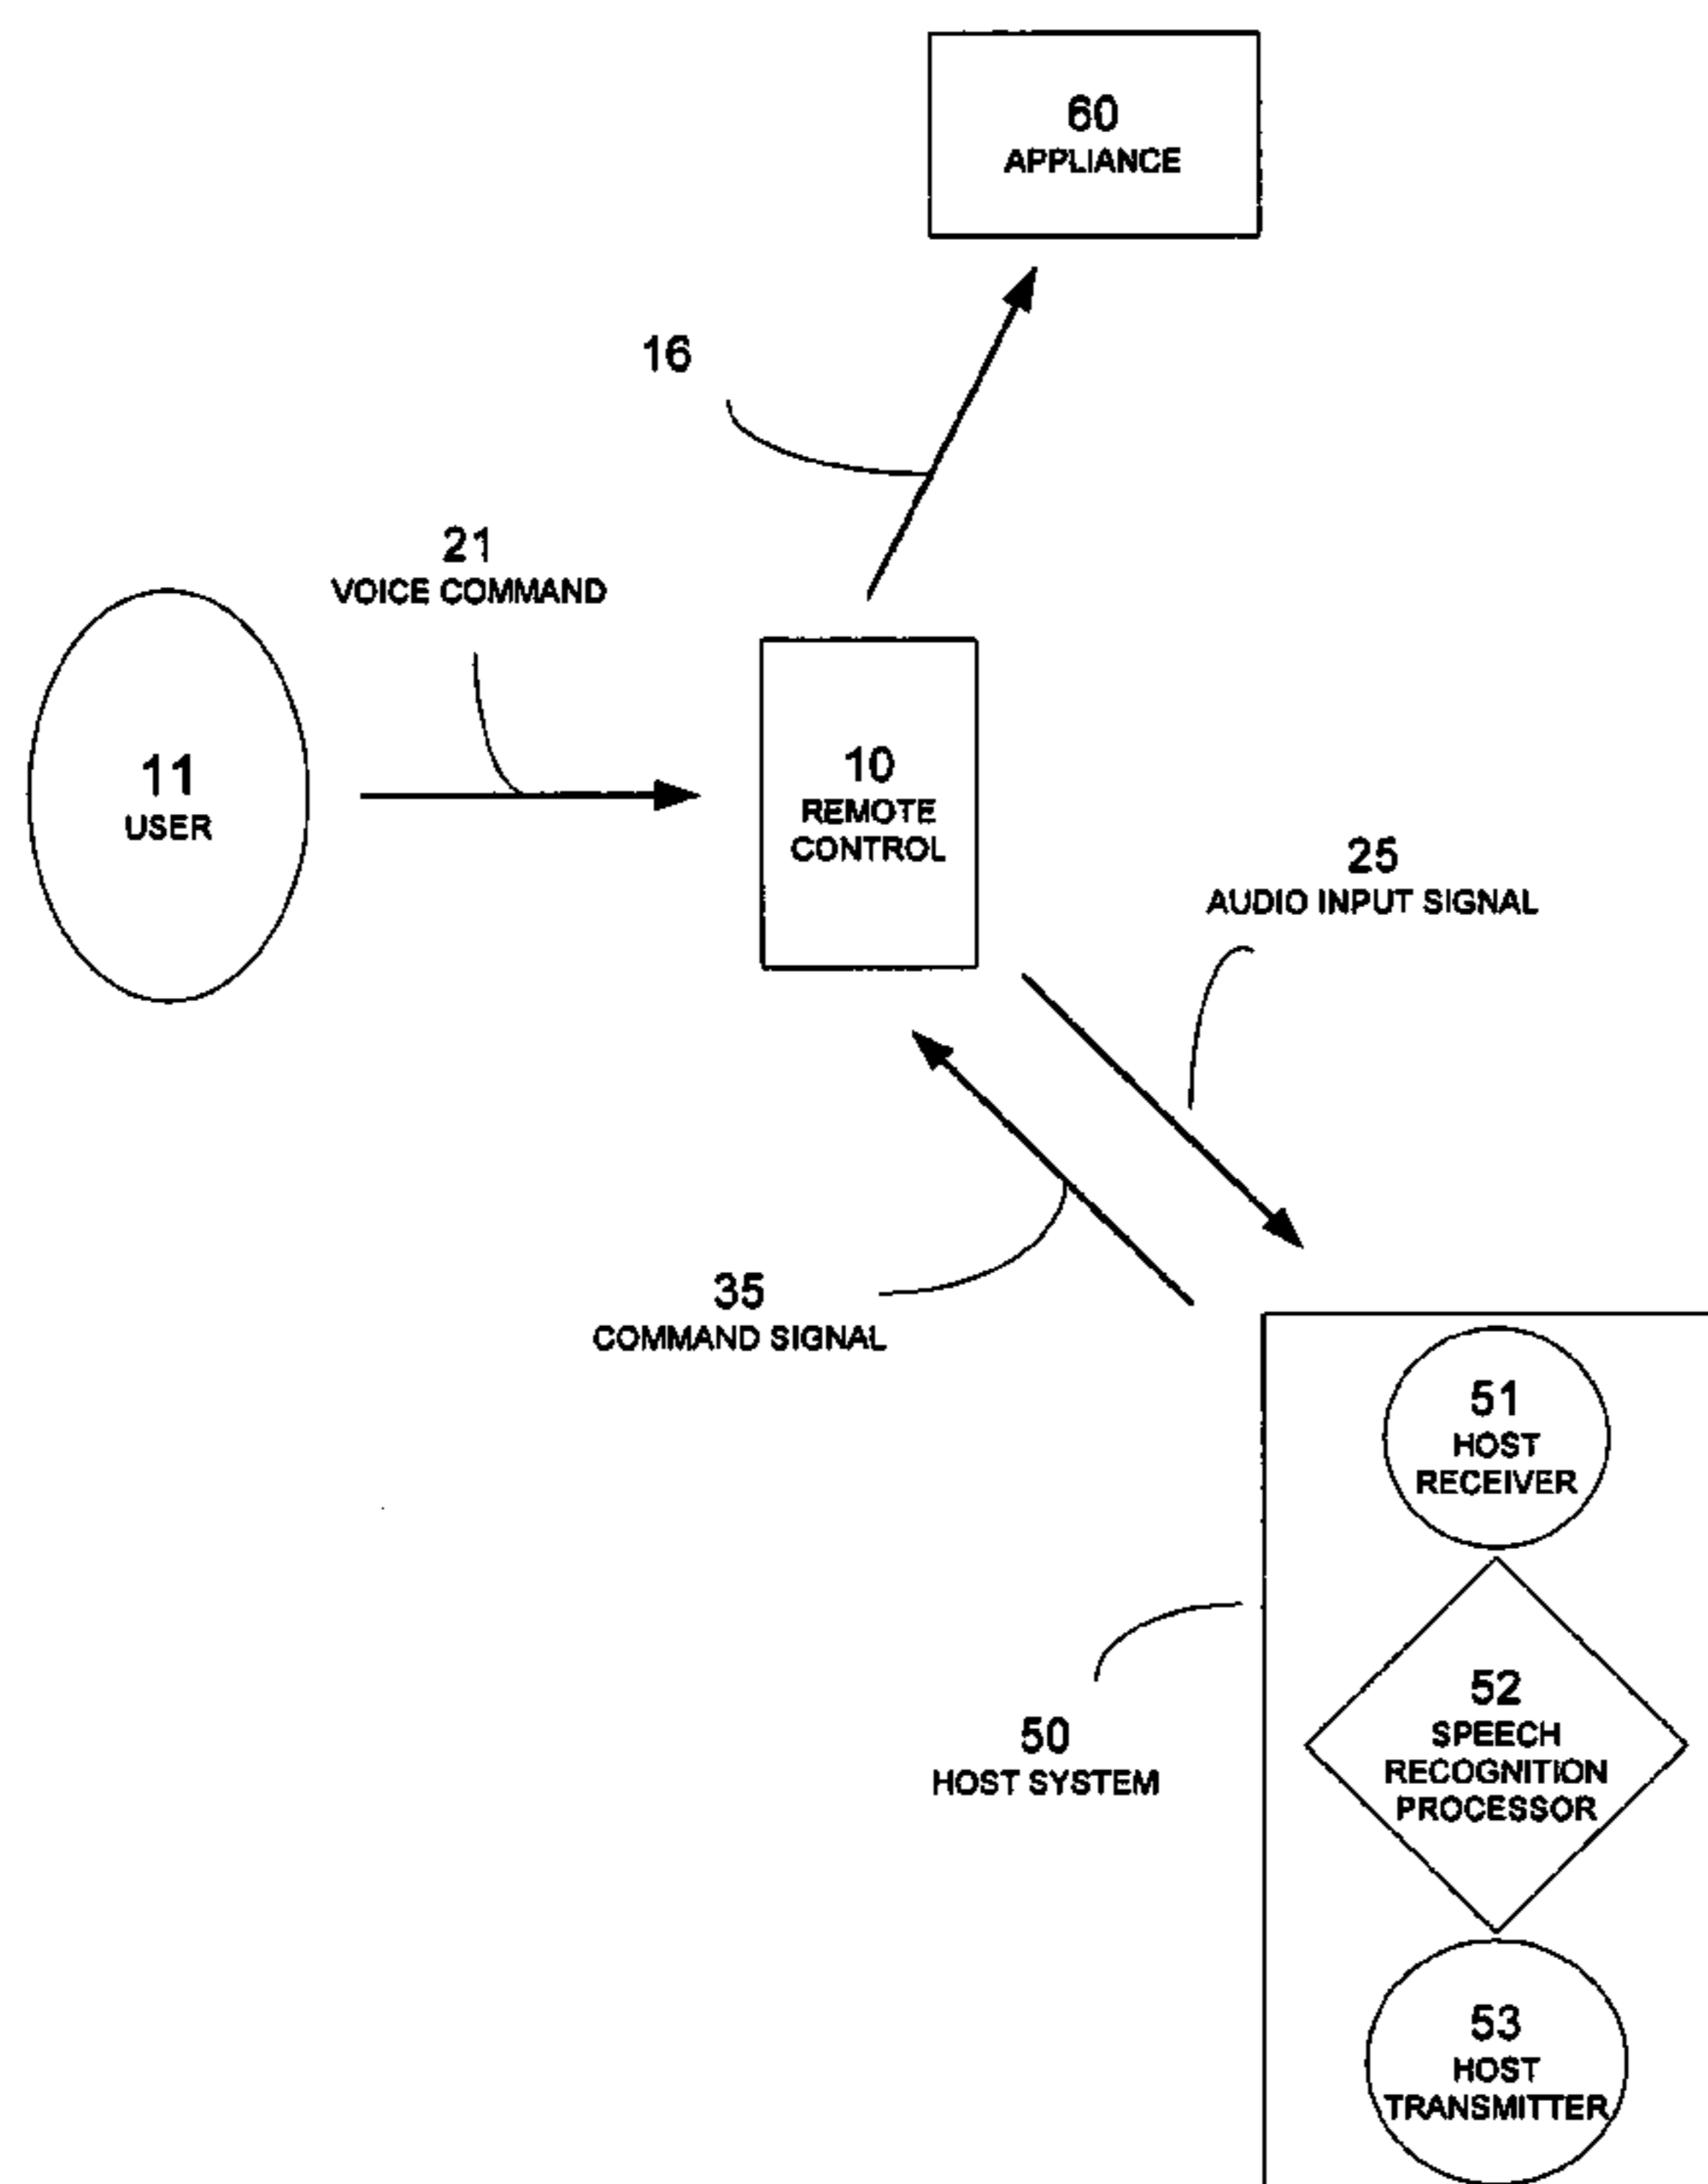 60
APPLIANCE
16
21
VOICE COMMAND
11
USER
10
REMOTE
CONTROL
25
AUDIO INPUT SIGNAL
35
COMMAND SIGNAL
51
HOST
RECEIVER
52
SPEECH
RECOGNITION
PROCESSOR
50
HOST SYSTEM
53
HOST
TRANSMITTER